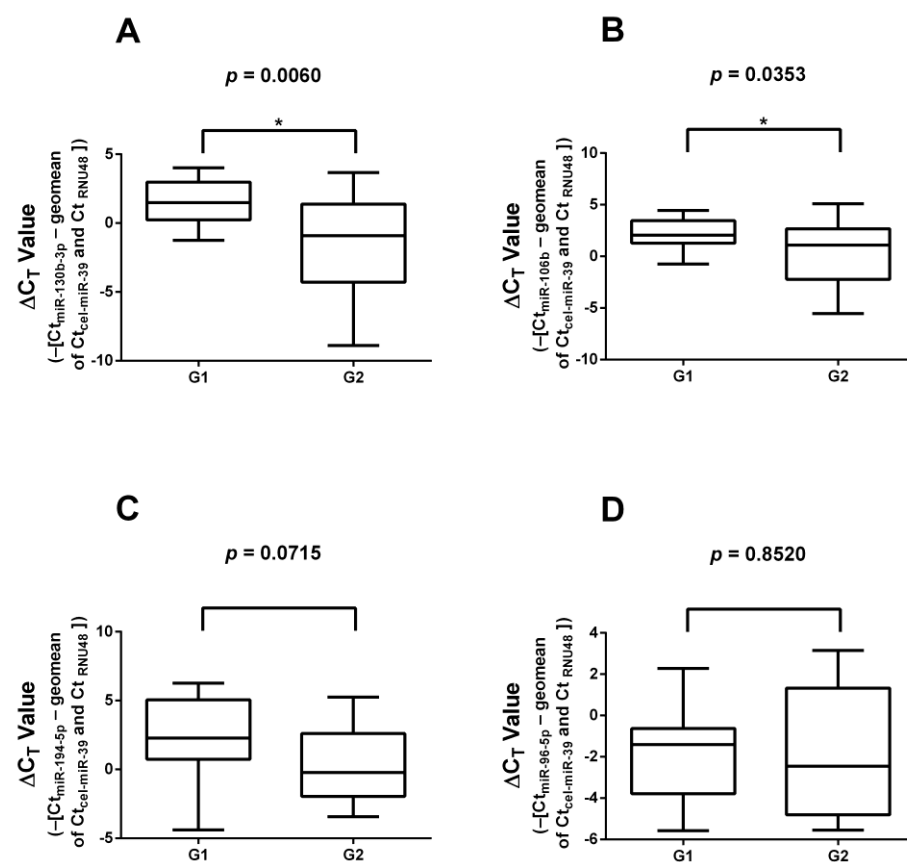 A
p = 0.0060
*
ΔCT Value
(–[CtmiR-130b-3p – geomean
of Ctcel-miR-39 and Ct RNU48 ])
5
0
-5
-10
G1
G2
B
p = 0.0353
*
ΔCT Value
(–[CtmiR-106b – geomean
of Ctcel-miR-39 and Ct RNU48 ])
10
5
0
-5
-10
G1
G2
C
p = 0.0715
ΔCT Value
(–[CtmiR-194-5p – geomean
of Ctcel-miR-39 and Ct RNU48 ])
10
5
0
-5
G1
G2
D
p = 0.8520
ΔCT Value
(–[CtmiR-96-5p – geomean
of Ctcel-miR-39 and Ct RNU48 ])
4
2
0
-2
-4
-6
G1
G2